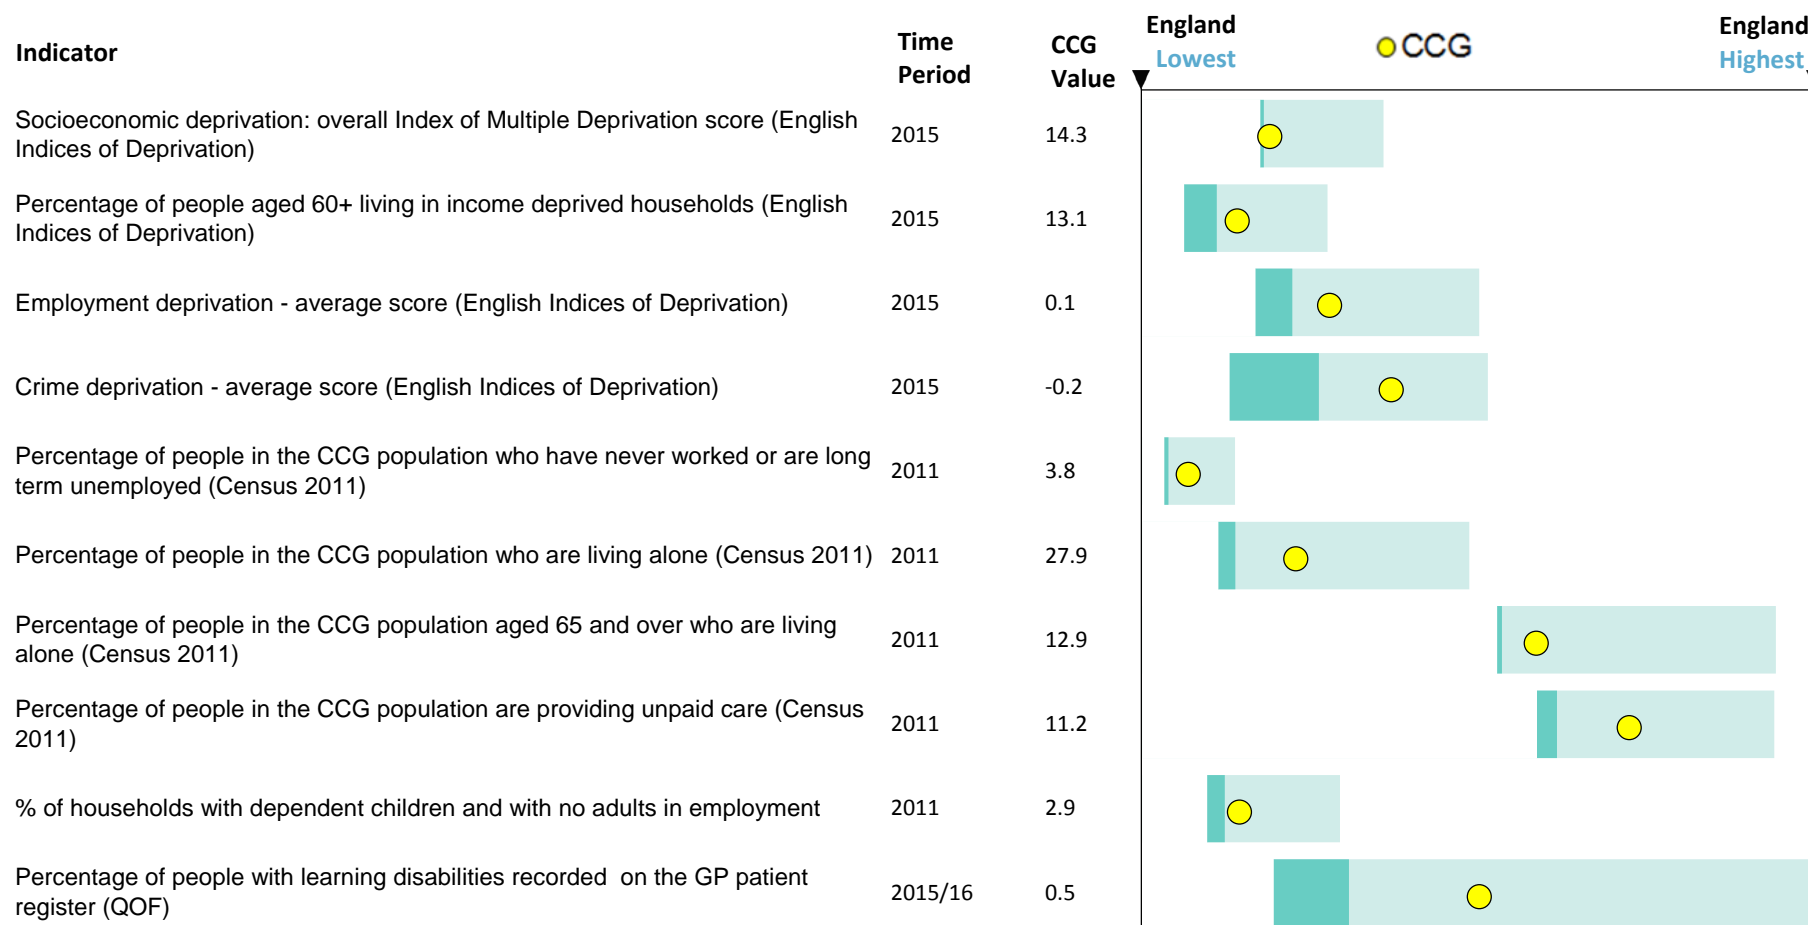 Indicator
Time
Period
CCG
Value
England
Lowest
CCG
England
Highest
Socioeconomic deprivation: overall Index of Multiple Deprivation score (English
Indices of Deprivation)
2015
14.3
Percentage of people aged 60+ living in income deprived households (English
Indices of Deprivation)
2015
13.1
Employment deprivation - average score (English Indices of Deprivation)
2015
0.1
Crime deprivation - average score (English Indices of Deprivation)
2015
-0.2
Percentage of people in the CCG population who have never worked or are long
term unemployed (Census 2011)
2011
3.8
Percentage of people in the CCG population who are living alone (Census 2011)
2011
27.9
Percentage of people in the CCG population aged 65 and over who are living
alone (Census 2011)
2011
12.9
Percentage of people in the CCG population are providing unpaid care (Census
2011)
2011
11.2
% of households with dependent children and with no adults in employment
2011
2.9
Percentage of people with learning disabilities recorded  on the GP patient
register (QOF)
2015/16
0.5